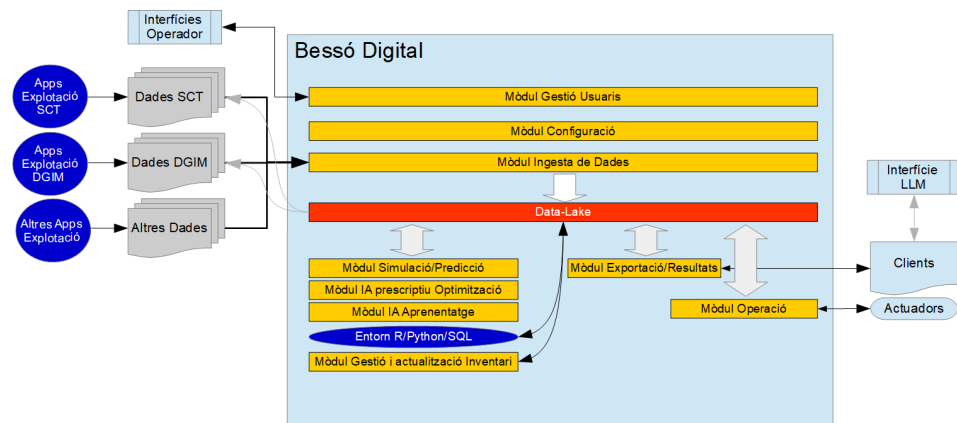 Interfícies
Operador
Bessó Digital
Apps
Explotació
SCT
Dades SCT
Mòdul Gestió Usuaris
Mòdul Configuració
Apps
Explotació
DGIM
Dades DGIM
Mòdul Ingesta de Dades
Interfície
LLM
Altres Apps
Explotació
Altres Dades
Data-Lake
Mòdul Simulació/Predicció
Mòdul Exportació/Resultats
Clients
Mòdul IA prescriptiu Optimització
Mòdul IA Aprenentatge
Mòdul Operació
Actuadors
Entorn R/Python/SQL
Mòdul Gestió i actualització Inventari